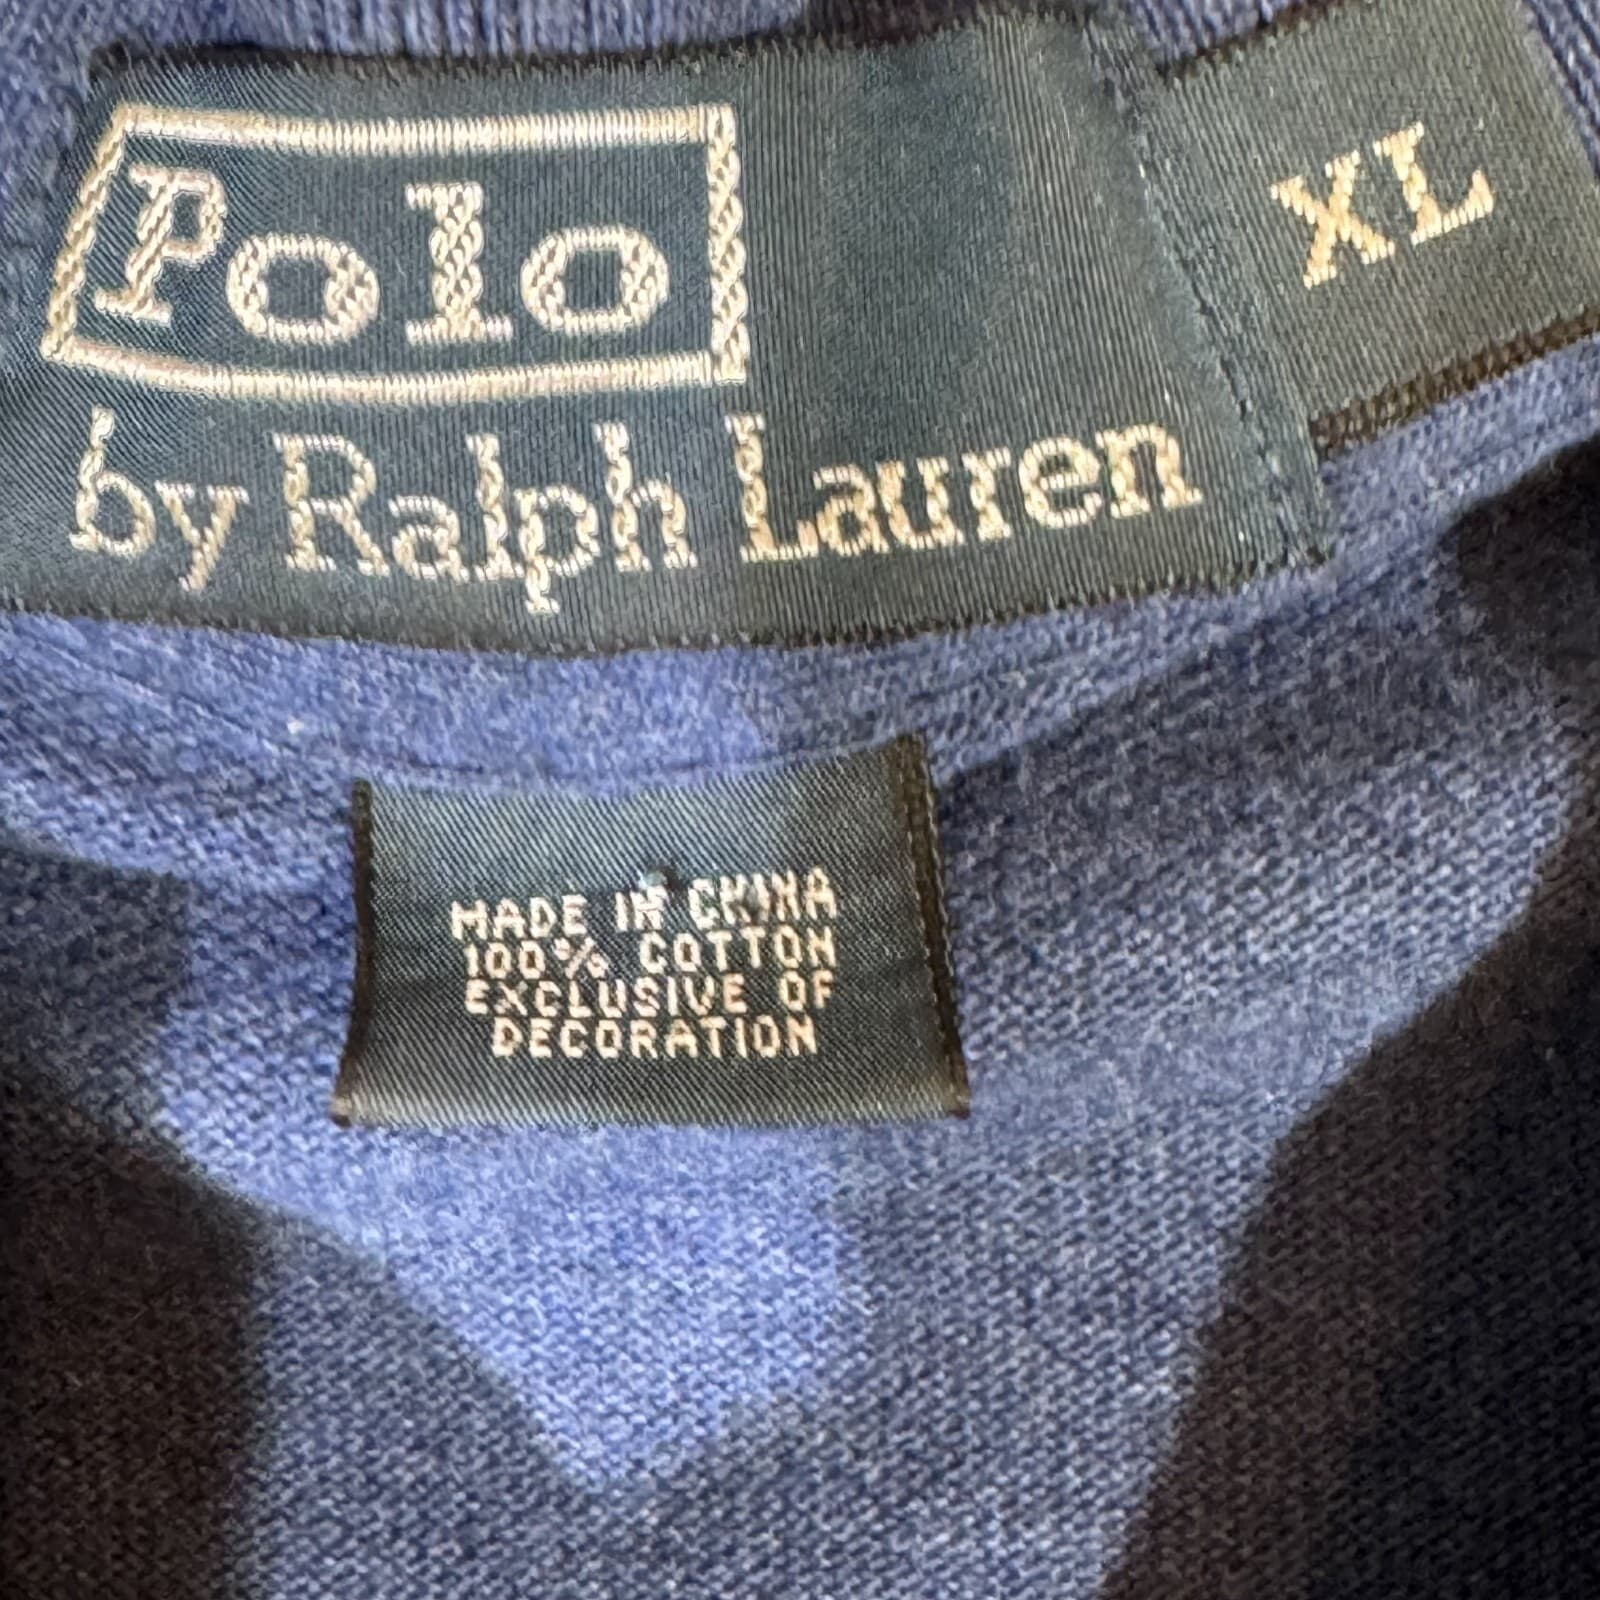 Polo
by Ralph Lauren
XL
MADE IN CHINA
100% COTTON
EXCLUSIVE OF
DECORATION